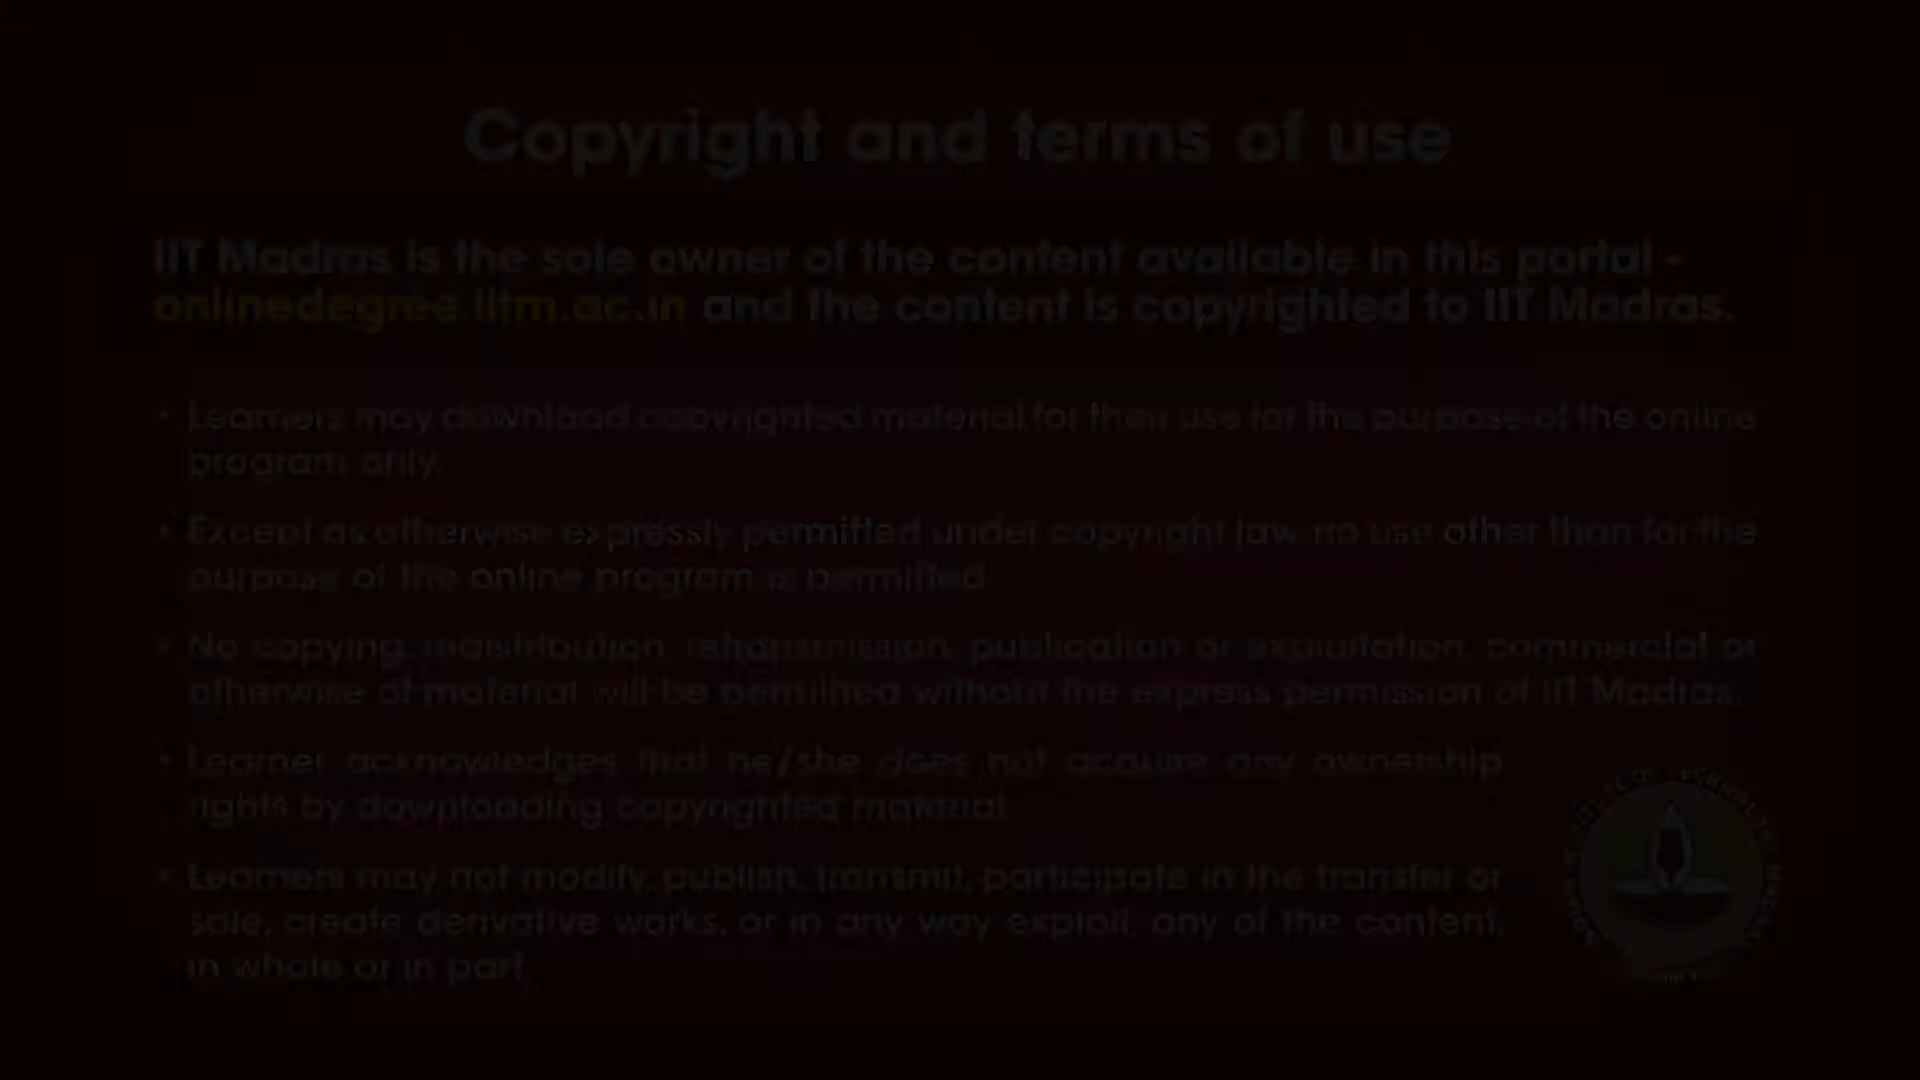 Copyright and terms of use
IIT Madras is the sole owner of the content available in this portal -
onlinedegree.iitm.ac.in and the content is copyrighted to IIT Madras.
• Learners may download copyrighted material for their use for the purpose of the online
program only.
• Except as otherwise expressly permitted under copyright law, no use other than for the
purpose of the online program is permitted.
• No copying, redistribution, retransmission, publication or exploitation, commercial or
otherwise of material will be permitted without the express permission of IIT Madras.
• Learner acknowledges that he/she does not acquire any ownership
rights by downloading copyrighted material.
• Learners may not modify, publish, transmit, participate in the transfer or
sale, create derivative works, or in any way exploit, any of the content,
in whole or in part.